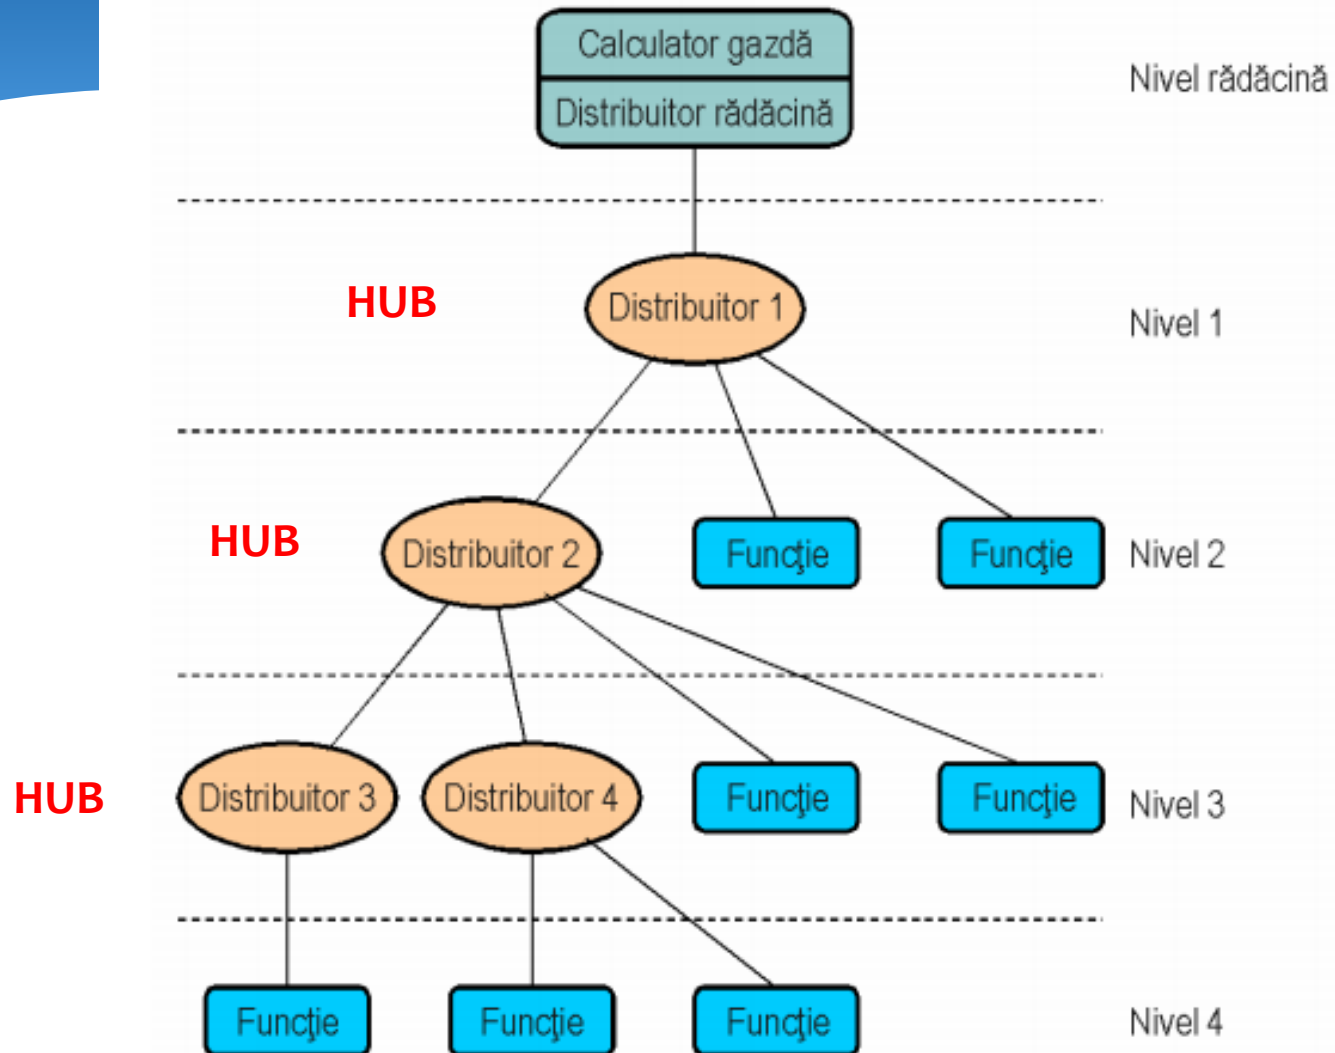 Calculator gazdă
Distribuitor rădăcină
Nivel rădăcină
HUB
Distribuitor 1
Nivel 1
HUB
Distribuitor 2
Funcţie
Funcţie
Nivel 2
HUB
Distribuitor 3
Distribuitor 4
Funcţie
Funcţie
Nivel 3
Funcţie
Funcţie
Funcţie
Nivel 4